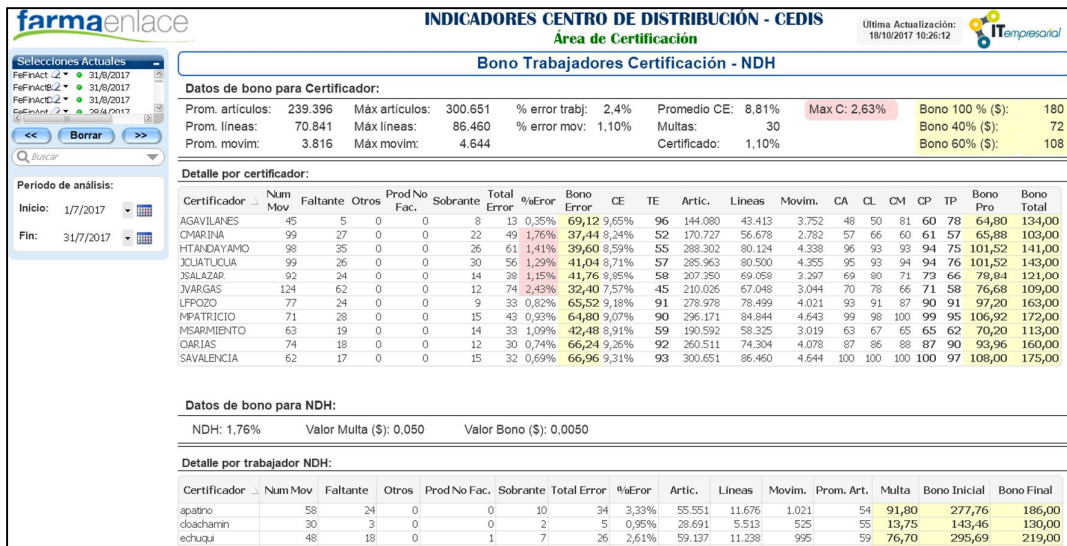 farmaenlace
INDICADORES CENTRO DE DISTRIBUCIÓN - CEDIS
Área de Certificación
Última Actualización:
18/10/2017 10:26:12
ITempresarial
Selecciones Actuales
FeFinAct 31/8/2017
FeFinActB 31/8/2017
FeFinActD 31/8/2017
FeFinAct 28/4/2017
<< Borrar >>
Buscar
Período de análisis:
Inicio: 1/7/2017
Fin: 31/7/2017
Bono Trabajadores Certificación - NDH
Datos de bono para Certificador:
Prom. artículos: 239.396 Máx artículos: 300.651 % error trabj: 2,4% Promedio CE: 8,81% Max C: 2,63% Bono 100 % ($): 180
Prom. líneas: 70.841 Máx líneas: 86.460 % error mov: 1,10% Multas: 30 Bono 40% ($): 72
Prom. movim: 3.816 Máx movim: 4.644 Certificado: 1,10% Bono 60% ($): 108
Detalle por certificador:
Certificador Num Mov Faltante Otros Prod No Fac. Sobrante Total Error %Eror Bono Error CE TE Artic. Lineas Movim. CA CL CM CP TP Bono Pro Bono Total
AGAVILANES 45 5 0 0 8 13 0,35% 69,12 9,65% 96 144.080 43.413 3.752 48 50 81 60 78 64,80 134,00
CMARINA 99 27 0 0 22 49 1,76% 37,44 8,24% 52 170.727 56.678 2.782 57 66 60 61 57 65,88 103,00
HTANDAYAMO 98 35 0 0 26 61 1,41% 39,60 8,59% 55 288.302 80.124 4.338 96 93 93 94 75 101,52 141,00
JCUATUCUA 99 26 0 0 30 56 1,29% 41,04 8,71% 57 285.963 80.500 4.355 95 93 94 94 76 101,52 143,00
JSALAZAR 92 24 0 0 14 38 1,15% 41,76 8,85% 58 207.350 69.058 3.297 69 80 71 73 66 78,84 121,00
JVARGAS 124 62 0 0 12 74 2,43% 32,40 7,57% 45 210.026 67.048 3.044 70 78 66 71 58 76,68 109,00
LFPOZO 77 24 0 0 9 33 0,82% 65,52 9,18% 91 278.978 78.499 4.021 93 91 87 90 91 97,20 163,00
MPATRICIO 71 28 0 0 15 43 0,93% 64,80 9,07% 90 296.171 84.844 4.643 99 98 100 99 95 106,92 172,00
MSARMIENTO 63 19 0 0 14 33 1,09% 42,48 8,91% 59 190.592 58.325 3.019 63 67 65 65 62 70,20 113,00
OARIAS 74 18 0 0 12 30 0,74% 66,24 9,26% 92 260.511 74.304 4.078 87 86 88 87 90 93,96 160,00
SAVALENCIA 62 17 0 0 15 32 0,69% 66,96 9,31% 93 300.651 86.460 4.644 100 100 100 100 97 108,00 175,00
Datos de bono para NDH:
NDH: 1,76% Valor Multa ($): 0,050 Valor Bono ($): 0,0050
Detalle por trabajador NDH:
Certificador Num Mov Faltante Otros Prod No Fac. Sobrante Total Error %Eror Artic. Líneas Movim. Prom. Art. Multa Bono Inicial Bono Final
apatino 58 24 0 0 10 34 3,33% 55.551 11.676 1.021 54 91,80 277,76 186,00
cloachamin 30 3 0 0 2 5 0,95% 28.691 5.513 525 55 13,75 143,46 130,00
echuqui 48 18 0 1 7 26 2,61% 59.137 11.238 995 59 76,70 295,69 219,00